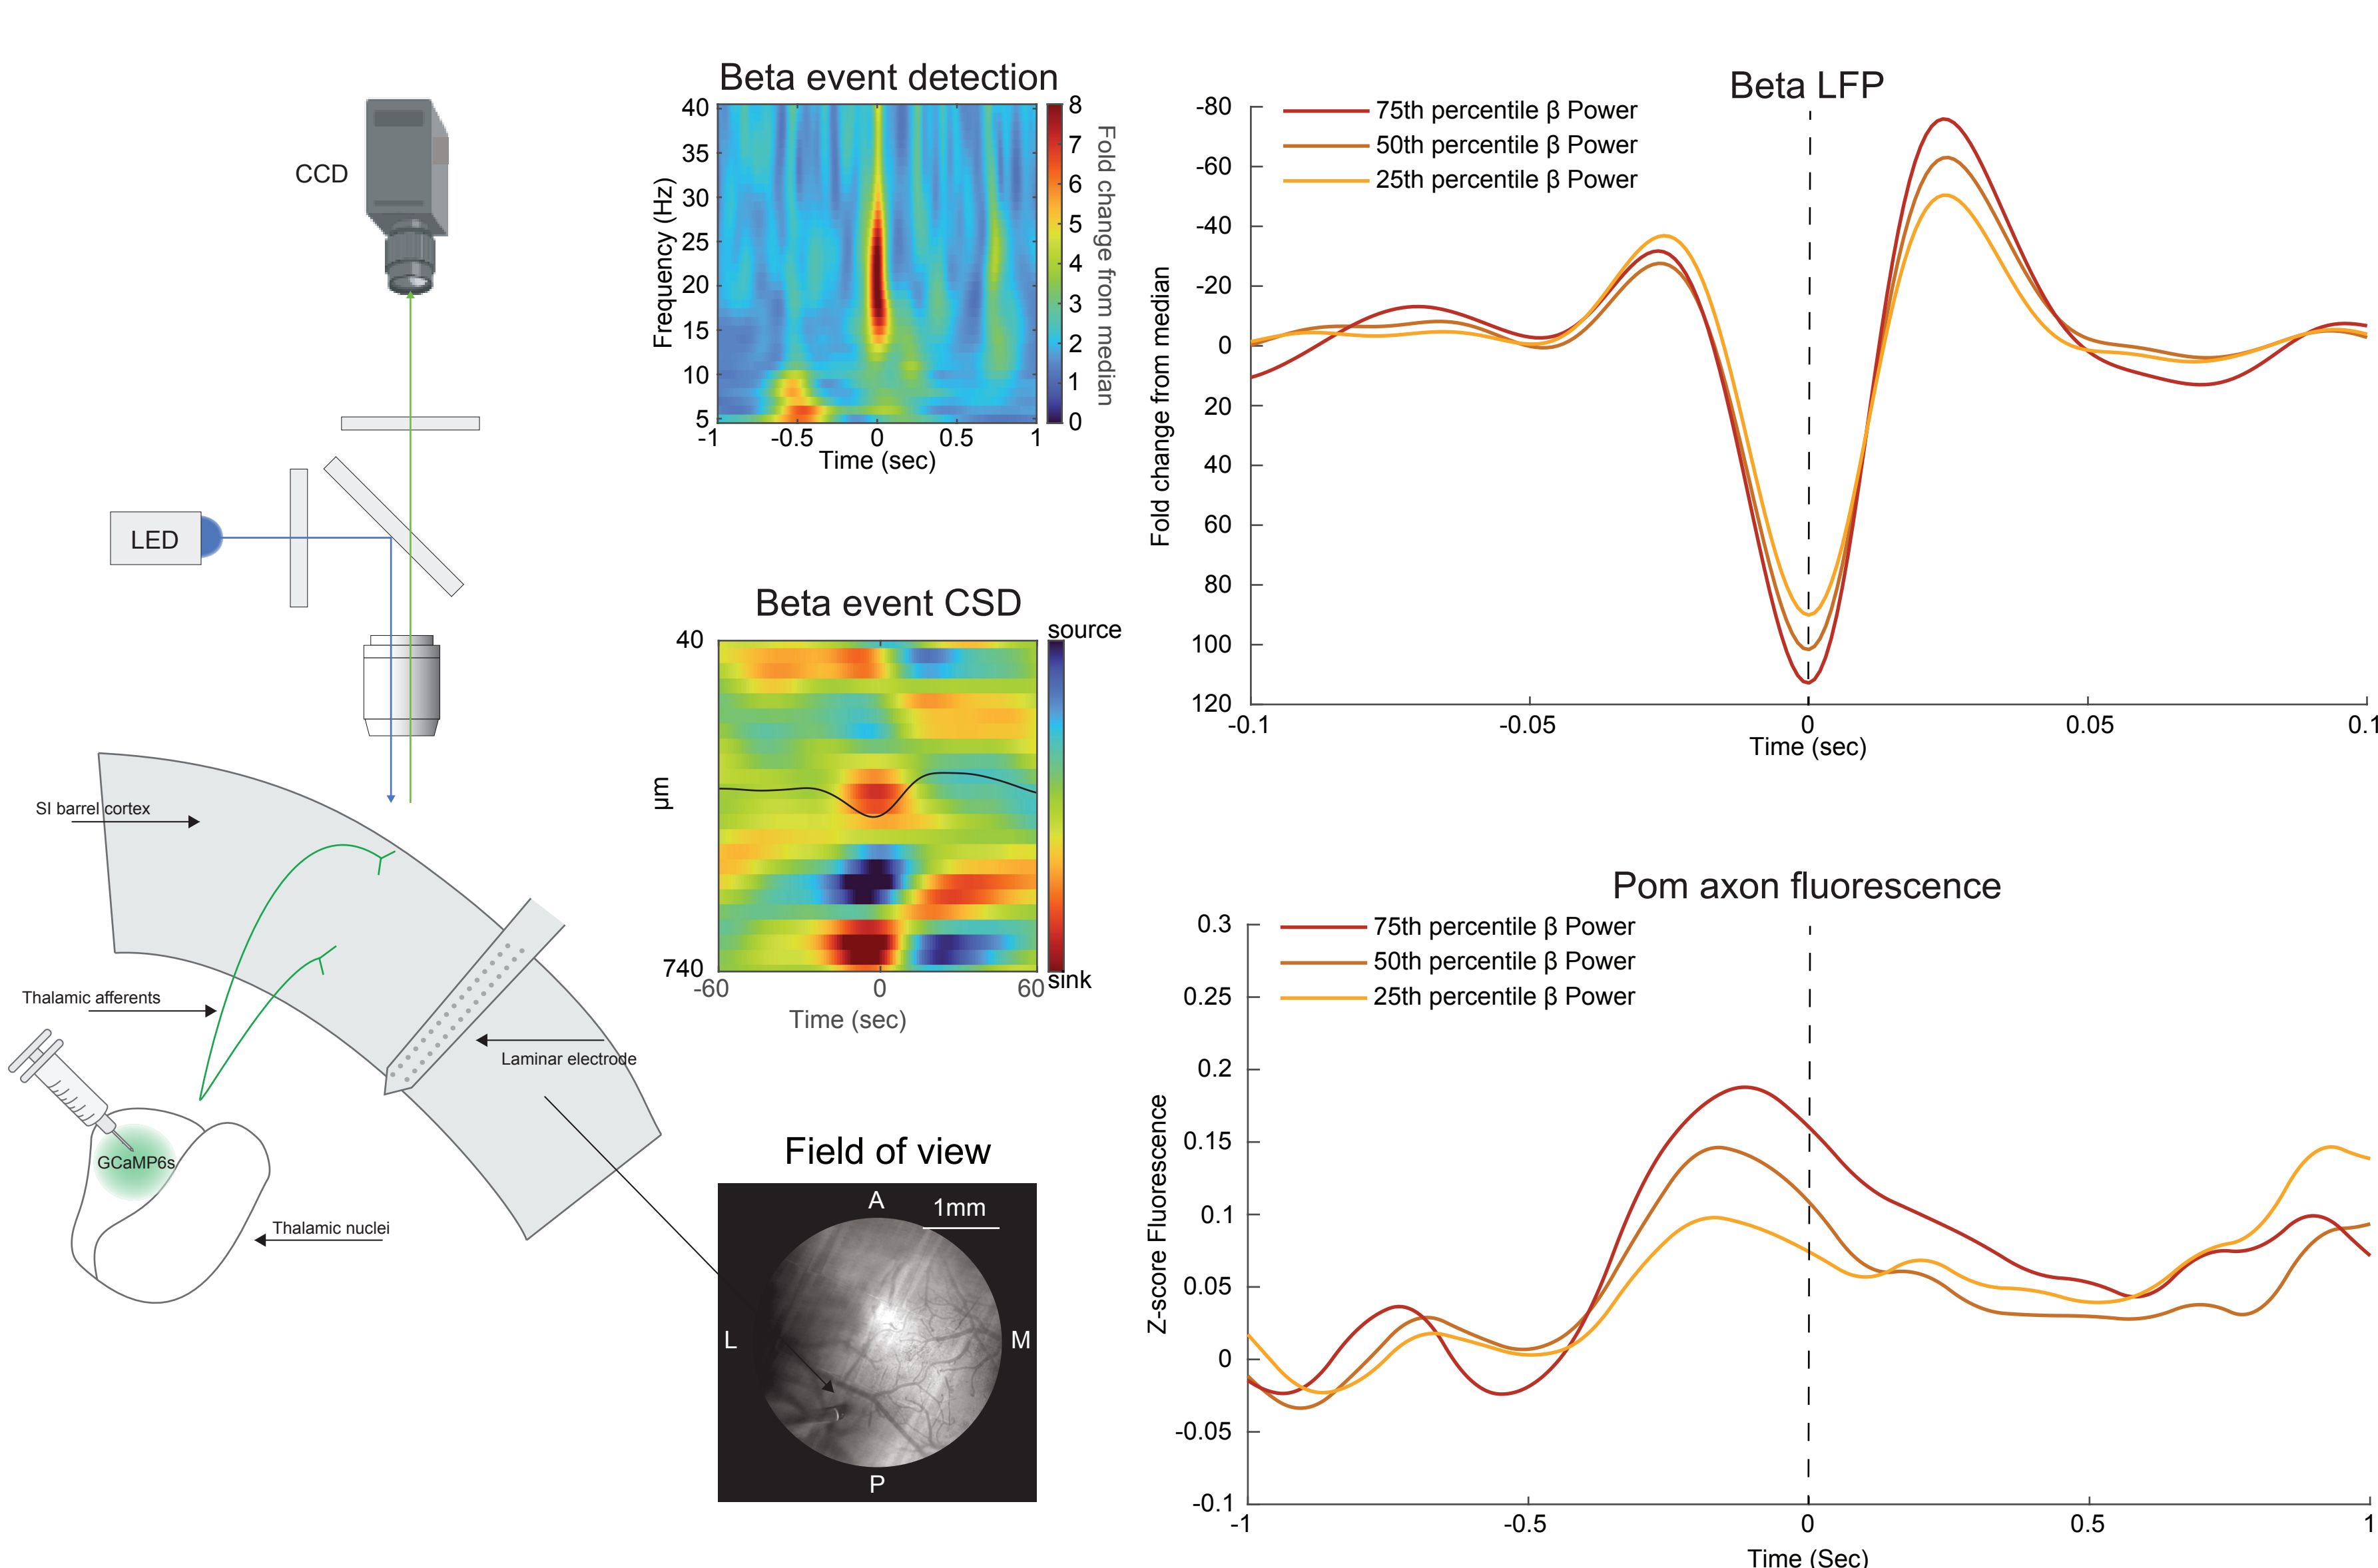 CCD
LED
SI barrel cortex
Thalamic afferents
Laminar electrode
GCaMP6s
Thalamic nuclei
Beta event detection
Frequency (Hz)
40
35
30
25
20
15
10
5
-1
-0.5
0
0.5
1
Time (sec)
8
7
6
5
4
3
2
1
0
Fold change from median
Beta event CSD
40
µm
740
-60
0
60
Time (sec)
source
sink
Field of view
A
1mm
L
M
P
Beta LFP
75th percentile β Power
50th percentile β Power
25th percentile β Power
Fold change from median
-80
-60
-40
-20
0
20
40
60
80
100
120
-0.1
-0.05
0
0.05
0.1
Time (sec)
Pom axon fluorescence
75th percentile β Power
50th percentile β Power
25th percentile β Power
Z-score Fluorescence
0.3
0.25
0.2
0.15
0.1
0.05
0
-0.05
-0.1
-1
-0.5
0
0.5
1
Time (Sec)